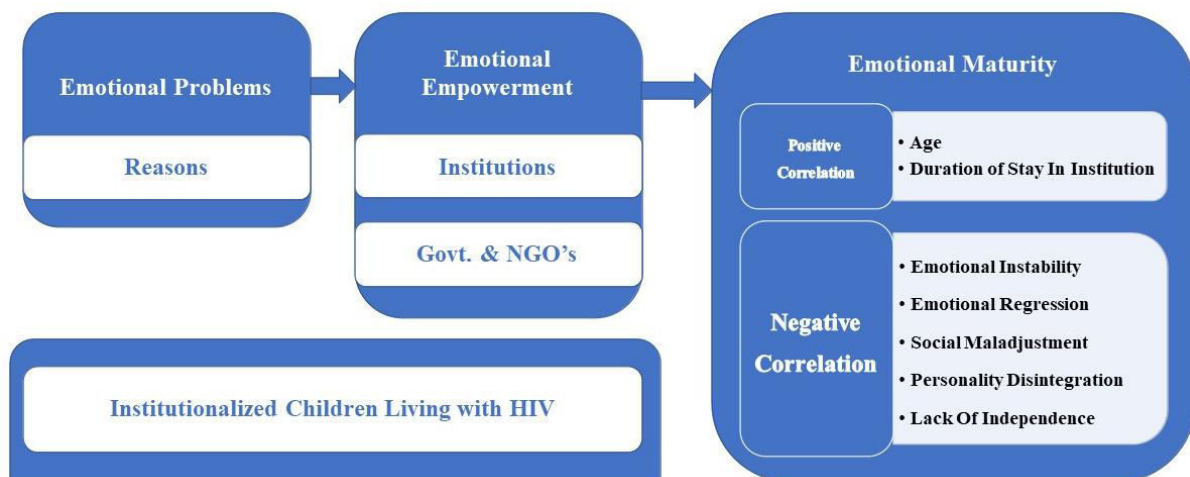 Emotional Problems
Reasons
Emotional
Empowerment
Institutions
Govt. & NGO’s
Emotional Maturity
Positive
Correlation
• Age
• Duration of Stay In Institution
Negative
Correlation
• Emotional Instability
• Emotional Regression
• Social Maladjustment
• Personality Disintegration
• Lack Of Independence
Institutionalized Children Living with HIV